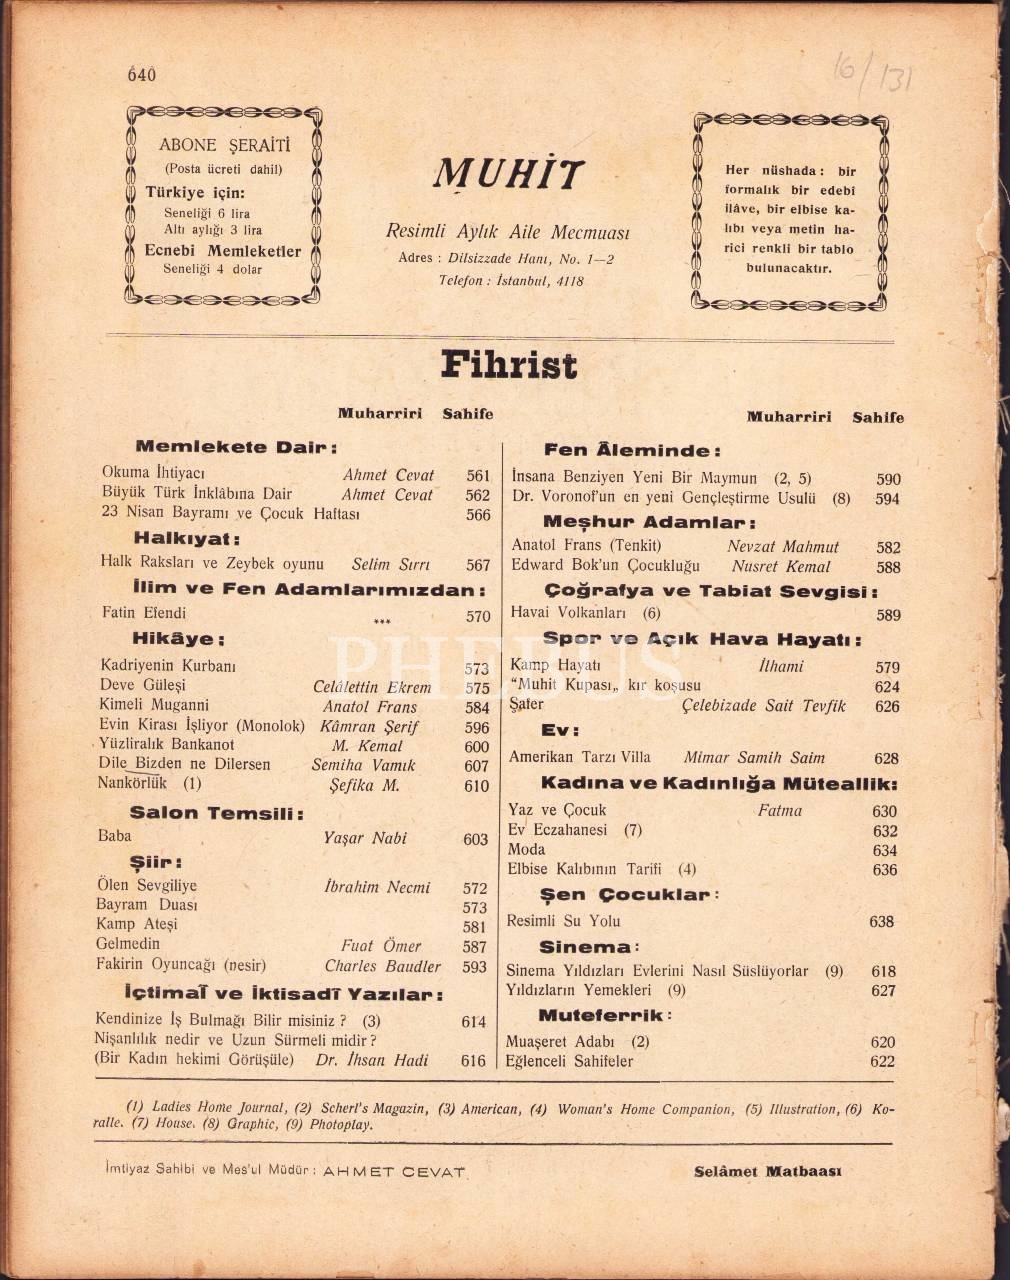 640
16/131
ABONE ŞERAİTİ
(Posta ücreti dahil)
Türkiye için:
Seneliği 6 lira
Altı aylığı 3 lira
Ecnebi Memleketler
Seneliği 4 dolar
MUHİT
Resimli Aylık Aile Mecmuası
Adres : Dilsizzade Hanı, No. 1—2
Telefon : İstanbul, 4118
Her nüshada : bir
formalık bir edebî
ilâve, bir elbise ka-
lıbı veya metin ha-
rici renkli bir tablo
bulunacaktır.
Fihrist
Muharriri Sahife
Memlekete Dair :
Okuma İhtiyacı Ahmet Cevat 561
Büyük Türk İnklâbına Dair Ahmet Cevat 562
23 Nisan Bayramı ve Çocuk Haftası 566
Halkıyat :
Halk Raksları ve Zeybek oyunu Selim Sırrı 567
İlim ve Fen Adamlarımızdan :
Fatin Efendi *** 570
Hikâye :
Kadriyenin Kurbanı 573
Deve Güleşi Celâlettin Ekrem 575
Kimeli Muganni Anatol Frans 584
Evin Kirası İşliyor (Monolok) Kâmran Şerif 596
Yüzliralık Bankanot M. Kemal 600
Dile Bizden ne Dilersen Semiha Vamık 607
Nankörlük (1) Şefika M. 610
Salon Temsili :
Baba Yaşar Nabi 603
Şiir :
Ölen Sevgiliye İbrahim Necmi 572
Bayram Duası 573
Kamp Ateşi 581
Gelmedin Fuat Ömer 587
Fakirin Oyuncağı (nesir) Charles Baudler 593
İçtimaî ve İktisadî Yazılar :
Kendinize İş Bulmağı Bilir misiniz ? (3) 614
Nişanlılık nedir ve Uzun Sürmeli midir ?
(Bir Kadın hekimi Görüşüle) Dr. İhsan Hadi 616
Muharriri Sahife
Fen Âleminde :
İnsana Benziyen Yeni Bir Maymun (2, 5) 590
Dr. Voronof'un en yeni Gençleştirme Usulü (8) 594
Meşhur Adamlar :
Anatol Frans (Tenkit) Nevzat Mahmut 582
Edward Bok'un Çocukluğu Nusret Kemal 588
Çoğrafya ve Tabiat Sevgisi :
Havai Volkanları (6) 589
Spor ve Açık Hava Hayatı :
Kamp Hayatı İlhami 579
"Muhit Kupası„ kır koşusu 624
Şafer Çelebizade Sait Tevfik 626
Ev :
Amerikan Tarzı Villa Mimar Samih Saim 628
Kadına ve Kadınlığa Müteallik:
Yaz ve Çocuk Fatma 630
Ev Eczahanesi (7) 632
Moda 634
Elbise Kalıbının Tarifi (4) 636
Şen Çocuklar :
Resimli Su Yolu 638
Sinema :
Sinema Yıldızları Evlerini Nasıl Süslüyorlar (9) 618
Yıldızların Yemekleri (9) 627
Muteferrik :
Muaşeret Adabı (2) 620
Eğlenceli Sahifeler 622
PHEBUS
(1) Ladies Home Journal, (2) Scherl's Magazin, (3) American, (4) Woman's Home Companion, (5) Illustration, (6) Ko-
ralle. (7) House. (8) Graphic, (9) Photoplay.
İmtiyaz Sahibi ve Mes'ul Müdür : AHMET CEVAT
Selâmet Matbaası